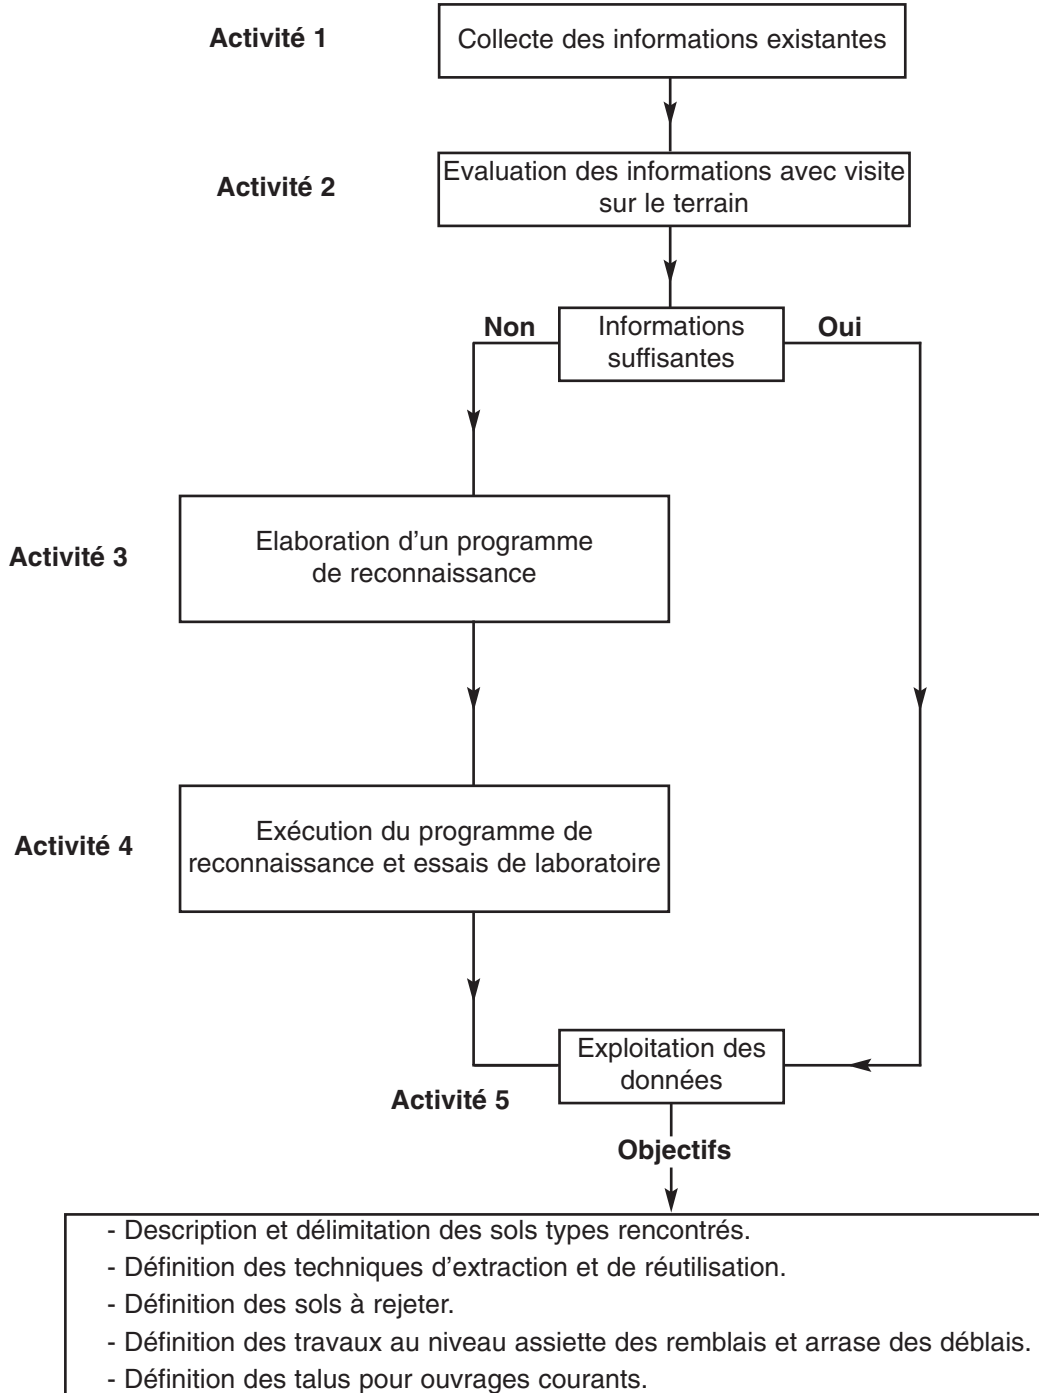 Activité 1
Collecte des informations existantes
Activité 2
Evaluation des informations avec visite
sur le terrain
Non
Informations
suffisantes
Oui
Activité 3
Elaboration d'un programme
de reconnaissance
Activité 4
Exécution du programme de
reconnaissance et essais de laboratoire
Exploitation des
données
Activité 5
Objectifs
- Description et délimitation des sols types rencontrés.
- Définition des techniques d'extraction et de réutilisation.
- Définition des sols à rejeter.
- Définition des travaux au niveau assiette des remblais et arrase des déblais.
- Définition des talus pour ouvrages courants.